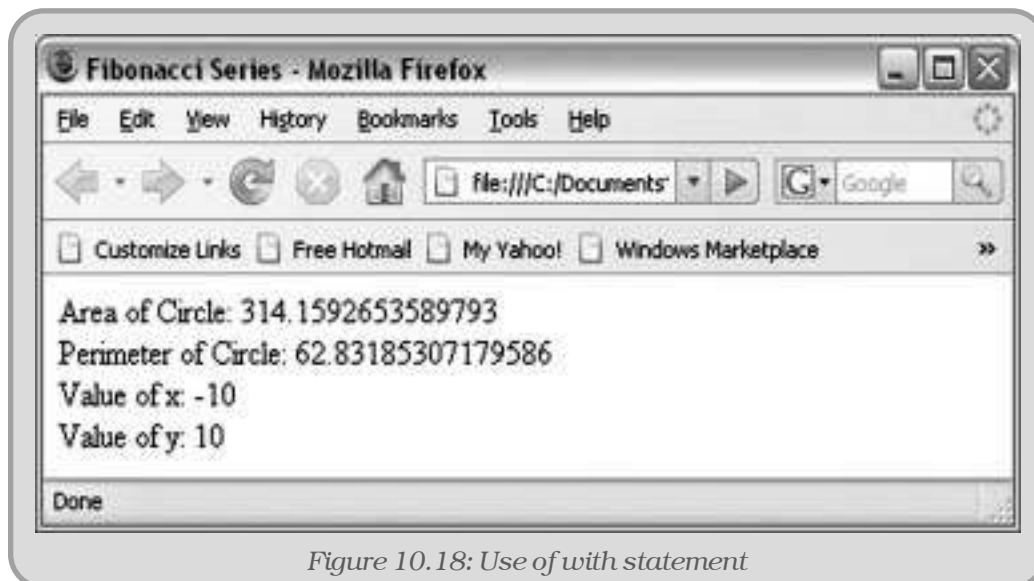 Fibonacci Series - Mozilla Firefox
File Edit View History Bookmarks Tools Help
file:///C:/Documents G Google
Customize Links Free Hotmail My Yahoo! Windows Marketplace »
Area of Circle: 314.1592653589793
Perimeter of Circle: 62.83185307179586
Value of x: -10
Value of y: 10
Done
Figure 10.18: Use of with statement